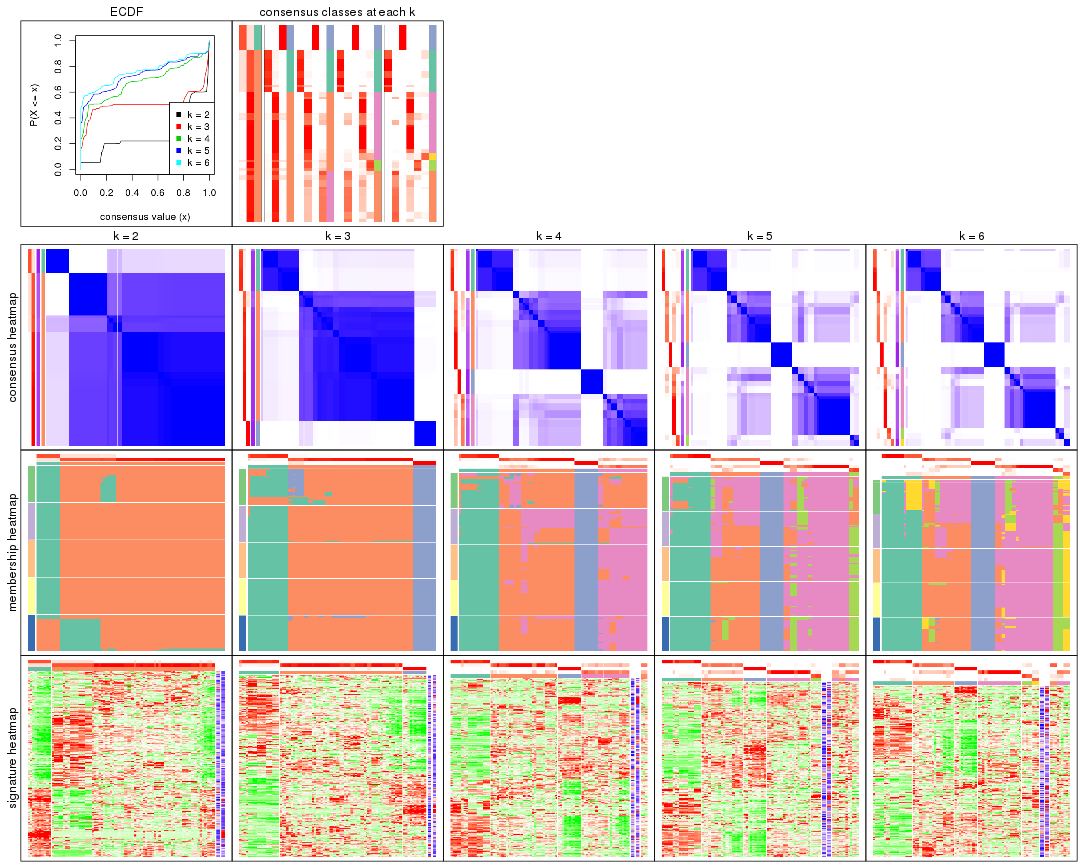 ECDF
consensus classes at each k
P(X <= x)
0.0
0.2
0.4
0.6
0.8
1.0
k = 2
k = 3
k = 4
k = 5
k = 6
0.0 0.2 0.4 0.6 0.8 1.0
consensus value (x)
k = 2
k = 3
k = 4
k = 5
k = 6
consensus heatmap
membership heatmap
signature heatmap